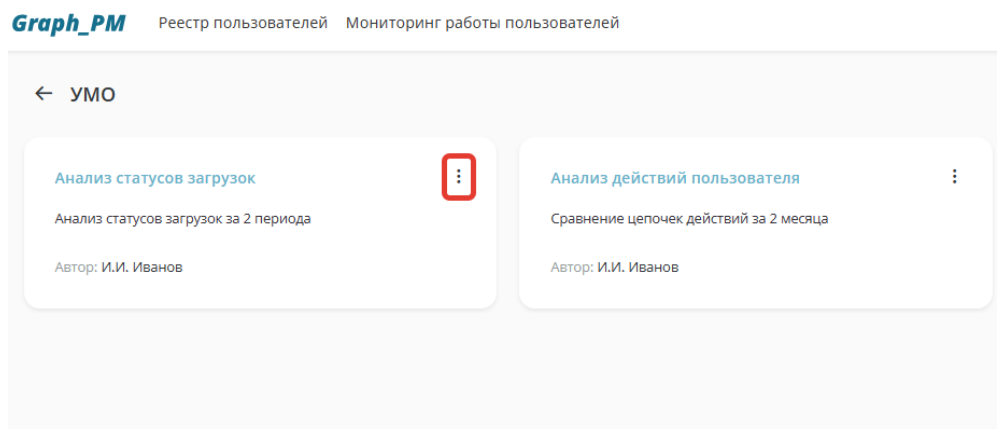 Graph_PM Реестр пользователей Мониторинг работы пользователей
← УМО
Анализ статусов загрузок
Анализ статусов загрузок за 2 периода
Автор: И.И. Иванов
Анализ действий пользователя
Сравнение цепочек действий за 2 месяца
Автор: И.И. Иванов